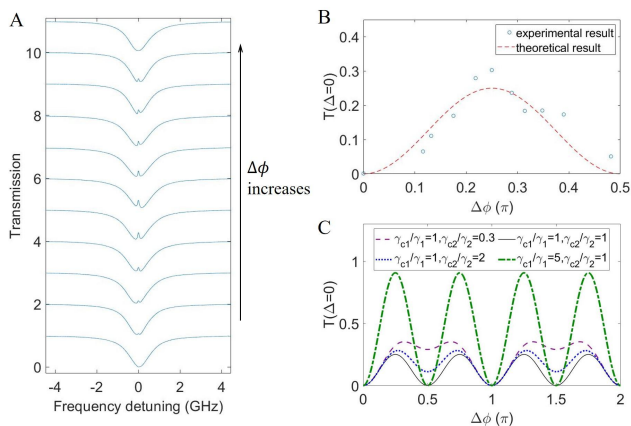 A
Transmission
10
8
6
4
2
0
-4 -2 0 2 4
Frequency detuning (GHz)
Δϕ
increases
B
T(Δ=0)
0.4
0.3
0.2
0.1
0
0 0.1 0.2 0.3 0.4 0.5
Δϕ (π)
experimental result
theoretical result
C
γc1/γ1=1,γc2/γ2=0.3 γc1/γ1=1,γc2/γ2=1
γc1/γ1=1,γc2/γ2=2 γc1/γ1=5,γc2/γ2=1
T(Δ=0)
1
0.5
0
0 0.5 1 1.5 2
Δϕ (π)